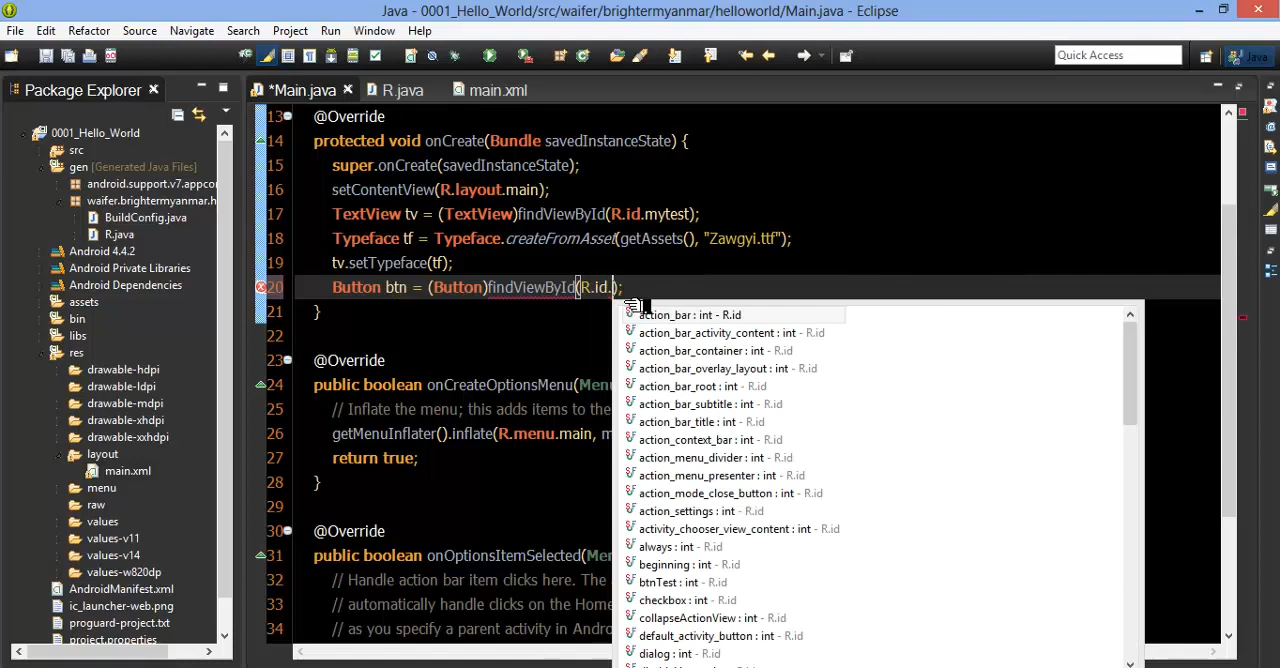 Java - 0001_Hello_World/src/waifer/brightermyanmar/helloworld/Main.java - Eclipse
File Edit Refactor Source Navigate Search Project Run Window Help
Quick Access
Java
Package Explorer
0001_Hello_World
src
gen [Generated Java Files]
android.support.v7.appcor
waifer.brightermyanmar.h
BuildConfig.java
R.java
Android 4.4.2
Android Private Libraries
Android Dependencies
assets
bin
libs
res
drawable-hdpi
drawable-ldpi
drawable-mdpi
drawable-xhdpi
drawable-xxhdpi
layout
main.xml
menu
raw
values
values-v11
values-v14
values-w820dp
AndroidManifest.xml
ic_launcher-web.png
proguard-project.txt
project.properties
*Main.java R.java main.xml
13 @Override
14 protected void onCreate(Bundle savedInstanceState) {
15 super.onCreate(savedInstanceState);
16 setContentView(R.layout.main);
17 TextView tv = (TextView)findViewById(R.id.mytest);
18 Typeface tf = Typeface.createFromAsset(getAssets(), "Zawgyi.ttf");
19 tv.setTypeface(tf);
20 Button btn = (Button)findViewById(R.id.);
21 }
22
23 @Override
24 public boolean onCreateOptionsMenu(Men
25 // Inflate the menu; this adds items to the
26 getMenuInflater().inflate(R.menu.main, m
27 return true;
28 }
29
30 @Override
31 public boolean onOptionsItemSelected(Me
32 // Handle action bar item clicks here. The
33 // automatically handle clicks on the Hom
34 // as you specify a parent activity in Andro
action_bar : int - R.id
action_bar_activity_content : int - R.id
action_bar_container : int - R.id
action_bar_overlay_layout : int - R.id
action_bar_root : int - R.id
action_bar_subtitle : int - R.id
action_bar_title : int - R.id
action_context_bar : int - R.id
action_menu_divider : int - R.id
action_menu_presenter : int - R.id
action_mode_close_button : int - R.id
action_settings : int - R.id
activity_chooser_view_content : int - R.id
always : int - R.id
beginning : int - R.id
btnTest : int - R.id
checkbox : int - R.id
collapseActionView : int - R.id
default_activity_button : int - R.id
dialog : int - R.id